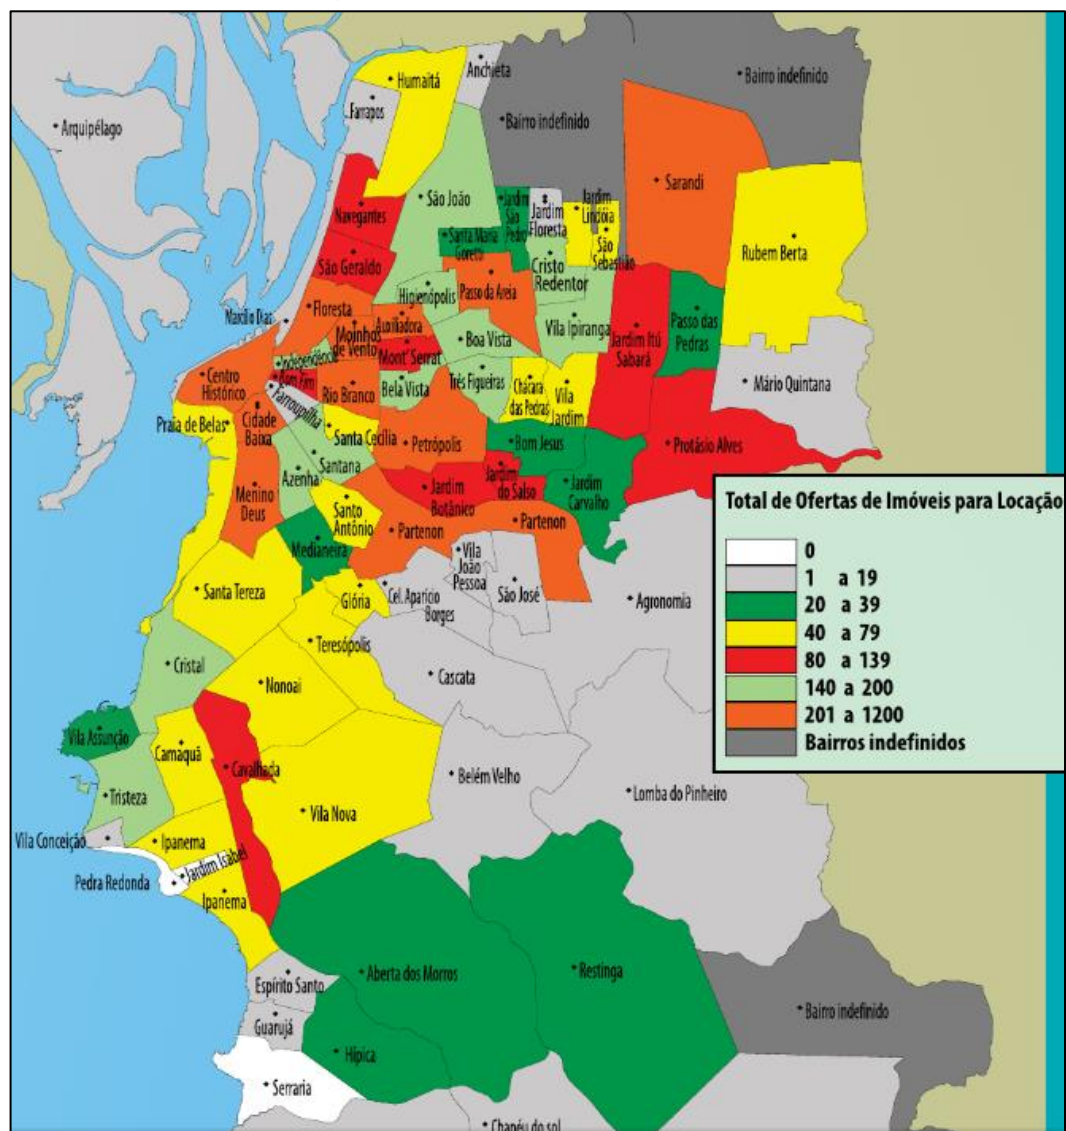 Anchieta
Humaitá
Bairro indefinido
Farrapos
Arquipélago
Bairro indefinido
Sarandi
São João
Jardim
São
Pedro
Jardim
Floresta
Jardim
Lindóia
Navegantes
Santa Maria
Goretti
São
Sebastião
Rubem Berta
São Geraldo
Cristo
Redentor
Passo da Areia
Higienópolis
Floresta
Marcílio Dias
Auxiliadora
Moinhos
de Vento
Vila Ipiranga
Jardim Itú
Sabará
Passo das
Pedras
Boa Vista
Independência
Mont' Serrat
Bom Fim
Centro
Histórico
Farroupilha
Rio Branco
Bela Vista
Três Figueiras
Chácara
das Pedras
Vila
Jardim
Mário Quintana
Praia de Belas
Cidade
Baixa
Santa Cecília
Petrópolis
Bom Jesus
Protásio Alves
Santana
Azenha
Menino
Deus
Santo
Antônio
Jardim
Botânico
Jardim
do Salso
Jardim
Carvalho
Medianeira
Partenon
Partenon
Vila
João
Pessoa
São José
Santa Tereza
Glória
Cel. Aparício
Borges
Agronomia
Teresópolis
Cristal
Nonoai
Cascata
Vila Assunção
Camaquã
Cavalhada
Belém Velho
Lomba do Pinheiro
Tristeza
Vila Nova
Vila Conceição
Ipanema
Jardim Isabel
Pedra Redonda
Ipanema
Espírito Santo
Aberta dos Morros
Restinga
Bairro indefinido
Guarujá
Hípica
Serraria
Chapéu do sol
Total de Ofertas de Imóveis para Locação
0
1 a 19
20 a 39
40 a 79
80 a 139
140 a 200
201 a 1200
Bairros indefinidos